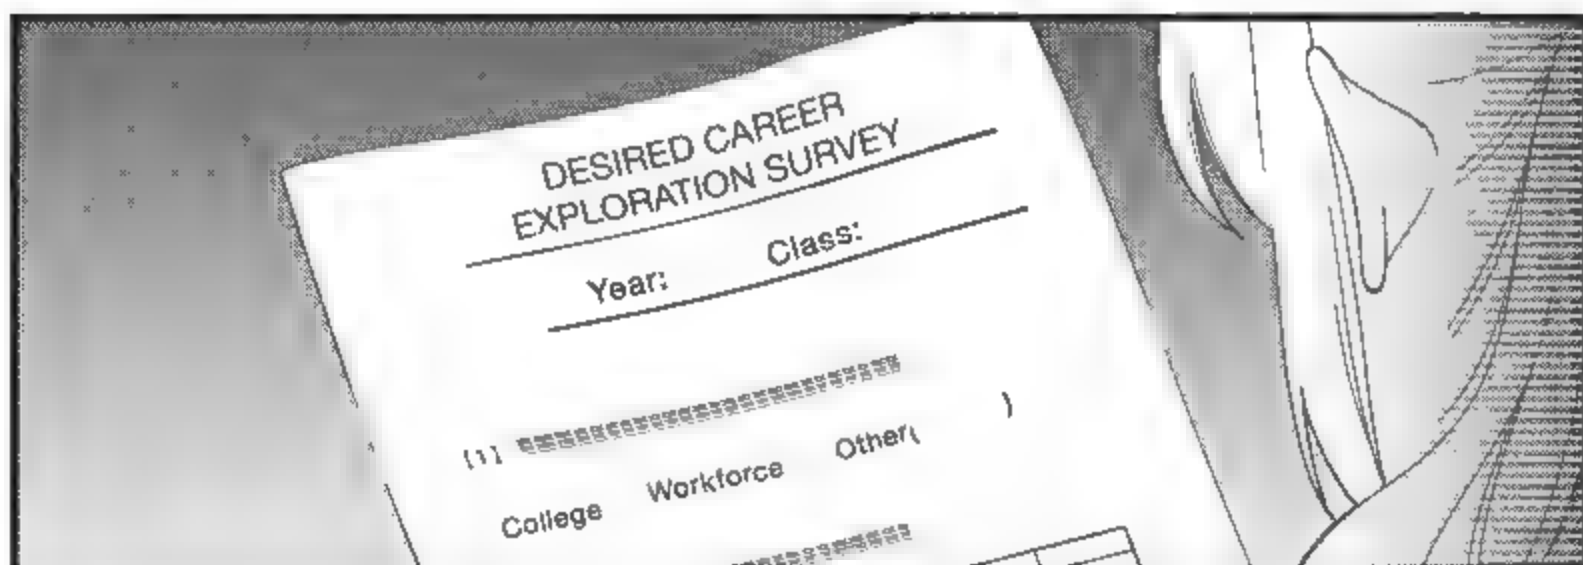 DESIRED CAREER
EXPLORATION SURVEY
Year: Class:
[1]
College Workforce Other( )